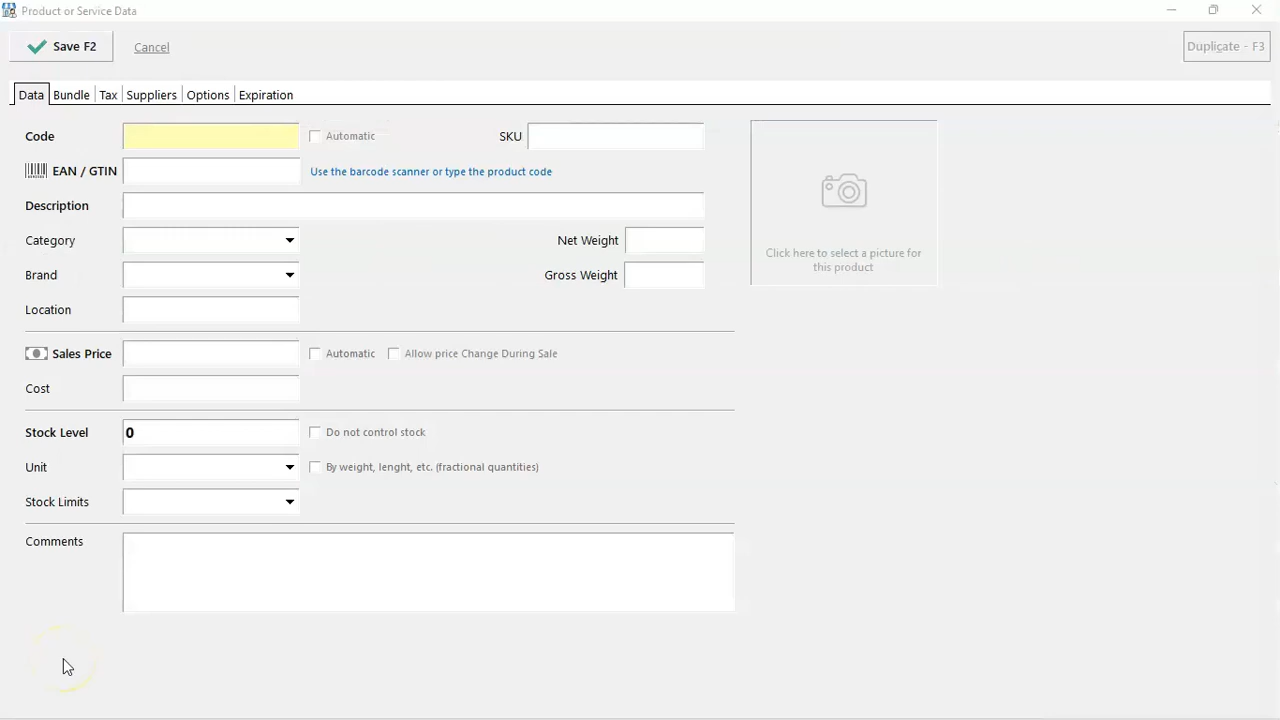 Product or Service Data
Save F2 Cancel Duplicate - F3
Data Bundle Tax Suppliers Options Expiration
Code Automatic SKU
EAN / GTIN Use the barcode scanner or type the product code
Description
Category Net Weight
Brand Gross Weight
Location
Click here to select a picture for
this product
Sales Price Automatic Allow price Change During Sale
Cost
Stock Level 0 Do not control stock
Unit By weight, lenght, etc. (fractional quantities)
Stock Limits
Comments